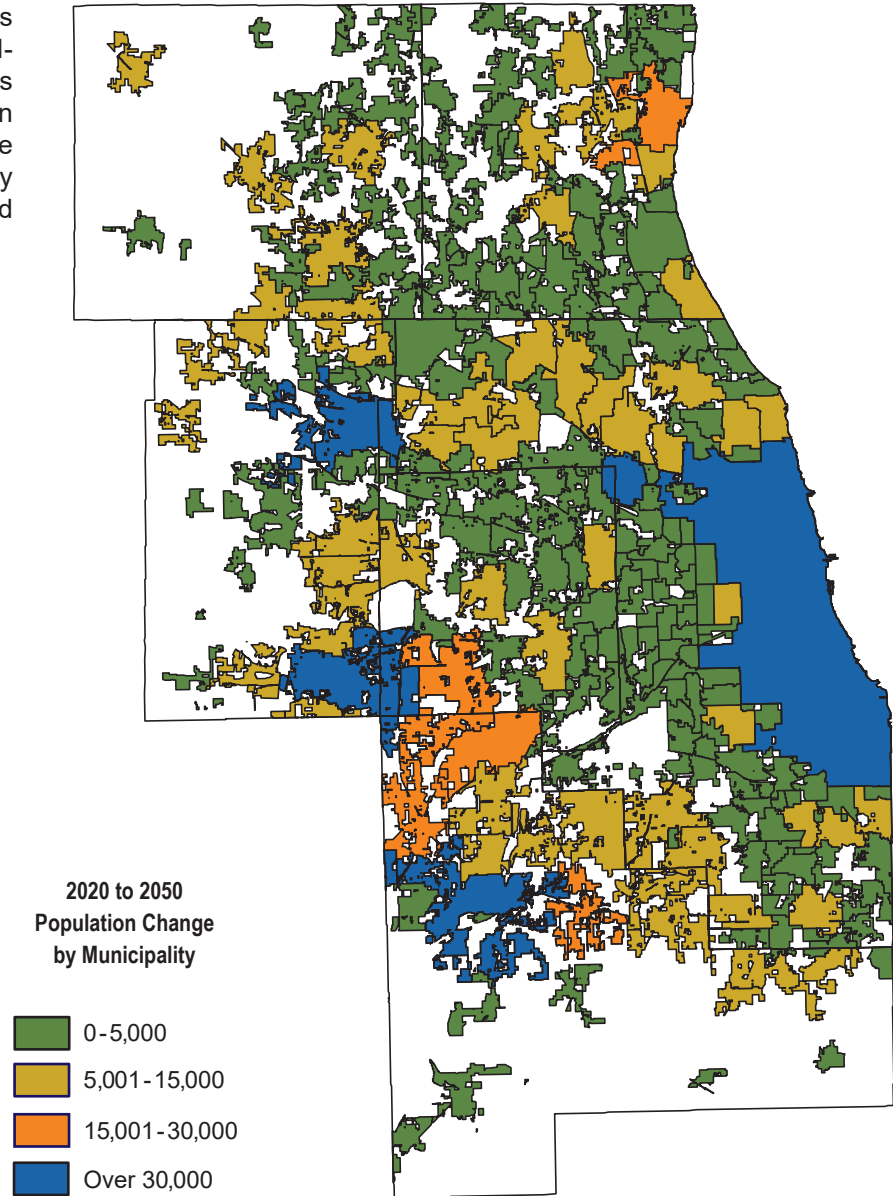 s
l-
s
n
e
y
d
2020 to 2050
Population Change
by Municipality
0-5,000
5,001-15,000
15,001-30,000
Over 30,000